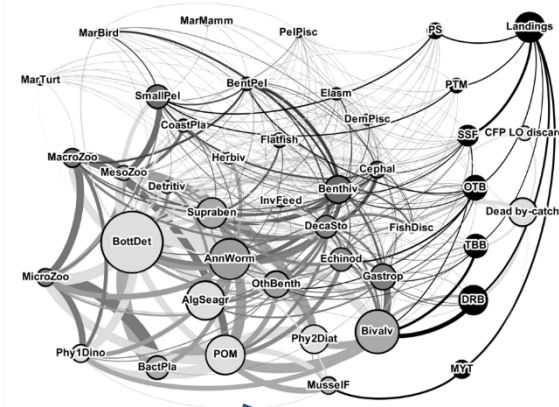 MarMamm
MarBird
PelPisc
PS
Landings
MarTurt
SmallPel
BentPel
Elasm
PTM
CoastPla
DemPisc
SSF
CFP LO discan
Flatfish
MacroZoo
MesoZoo
Herbiv
Cephal
Detritiv
Benthiv
OTB
InvFeed
Supraben
Dead by-catch
DecaSto
FishDisc
BottDet
TBB
AnnWorm
Echinod
MicroZoo
OthBenth
Gastrop
AlgSeagr
DRB
Bivalv
Phy2Diat
Phy1Dino
POM
BactPla
MYT
MusselF